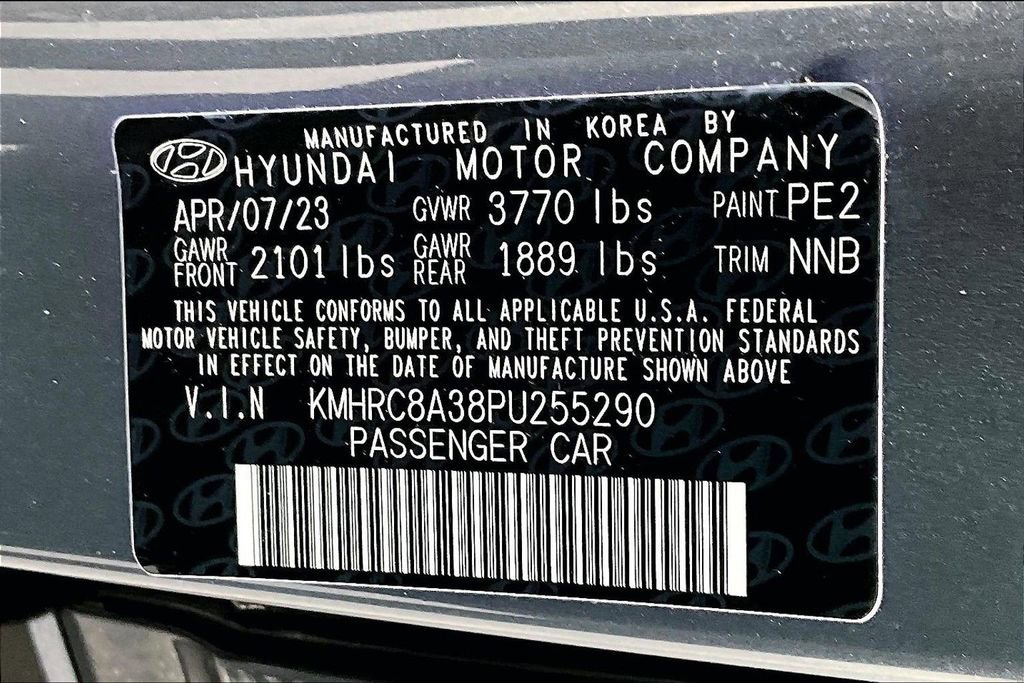 MANUFACTURED IN KOREA BY
HYUNDAI MOTOR COMPANY
APR/07/23 GVWR 3770 lbs PAINT PE2
GAWR FRONT 2101 lbs GAWR REAR 1889 lbs TRIM NNB
THIS VEHICLE CONFORMS TO ALL APPLICABLE U.S.A. FEDERAL
MOTOR VEHICLE SAFETY, BUMPER, AND THEFT PREVENTION STANDARDS
IN EFFECT ON THE DATE OF MANUFACTURE SHOWN ABOVE
V.I.N KMHRC8A38PU255290
PASSENGER CAR